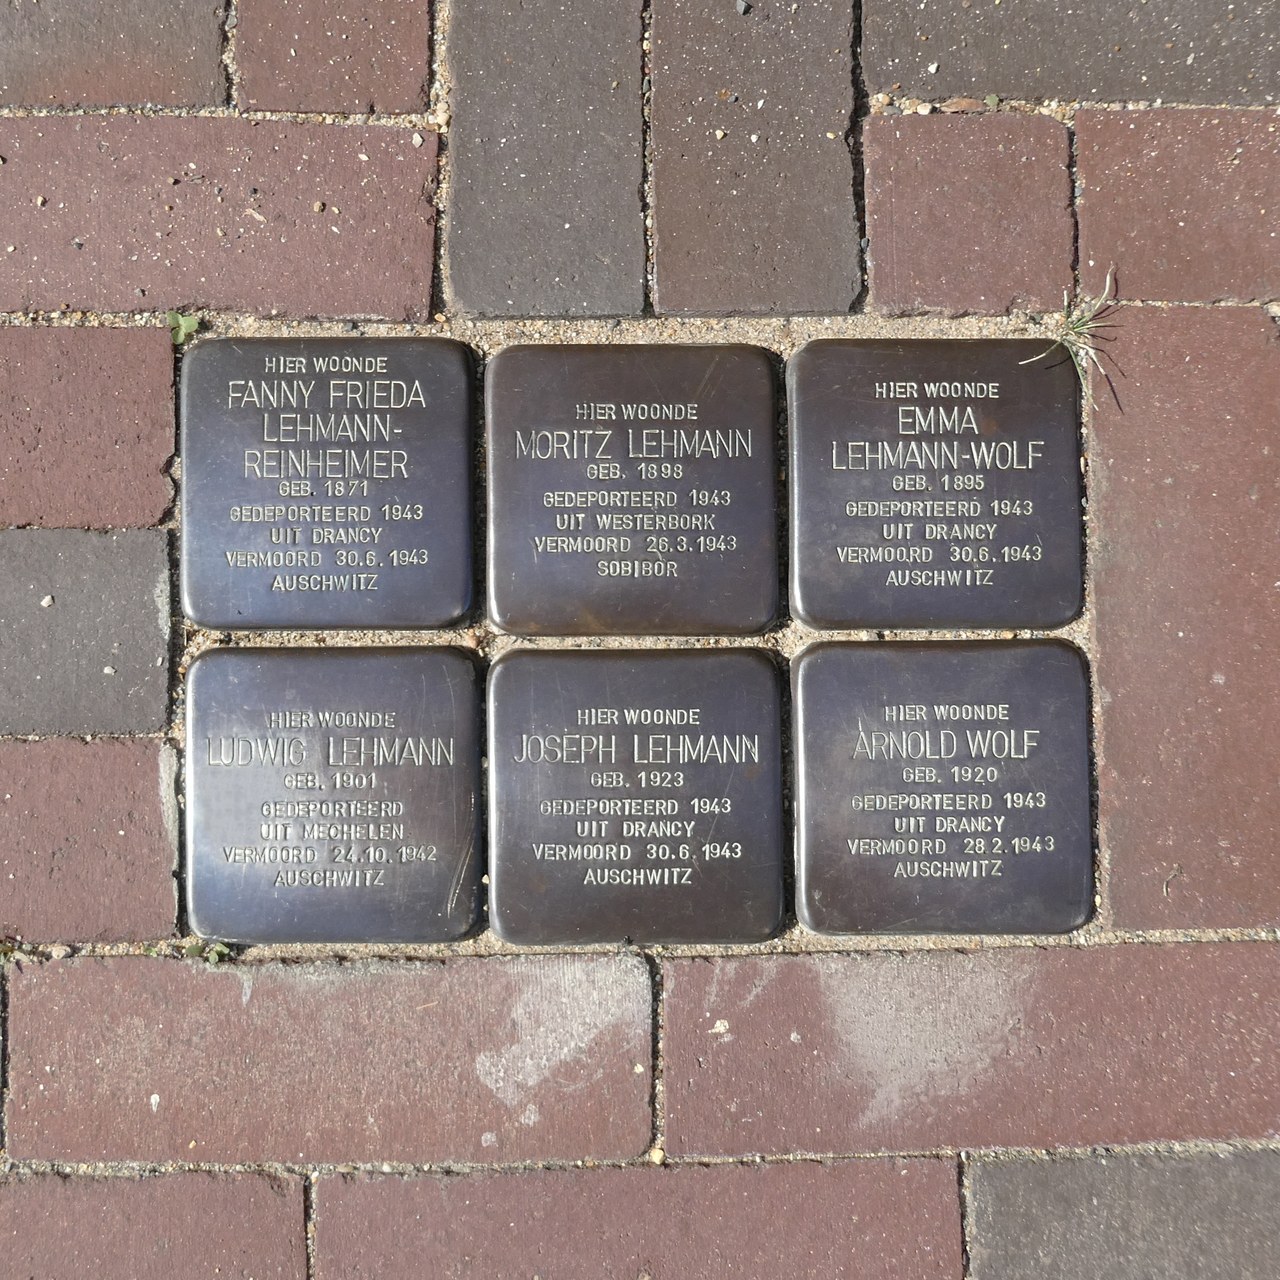 HIER WOONDE
FANNY FRIEDA
LEHMANN-
REINHEIMER
GEB. 1871
GEDEPORTEERD 1943
UIT DRANCY
VERMOORD 30.6.1943
AUSCHWITZ
HIER WOONDE
MORITZ LEHMANN
GEB. 1898
GEDEPORTEERD 1943
UIT WESTERBORK
VERMOORD 26.3.1943
SOBIBOR
HIER WOONDE
EMMA
LEHMANN-WOLF
GEB. 1895
GEDEPORTEERD 1943
UIT DRANCY
VERMOORD 30.6.1943
AUSCHWITZ
HIER WOONDE
LUDWIG LEHMANN
GEB. 1901
GEDEPORTEERD
UIT MECHELEN
VERMOORD 24.10.1942
AUSCHWITZ
HIER WOONDE
JOSEPH LEHMANN
GEB. 1923
GEDEPORTEERD 1943
UIT DRANCY
VERMOORD 30.6.1943
AUSCHWITZ
HIER WOONDE
ARNOLD WOLF
GEB. 1920
GEDEPORTEERD 1943
UIT DRANCY
VERMOORD 28.2.1943
AUSCHWITZ